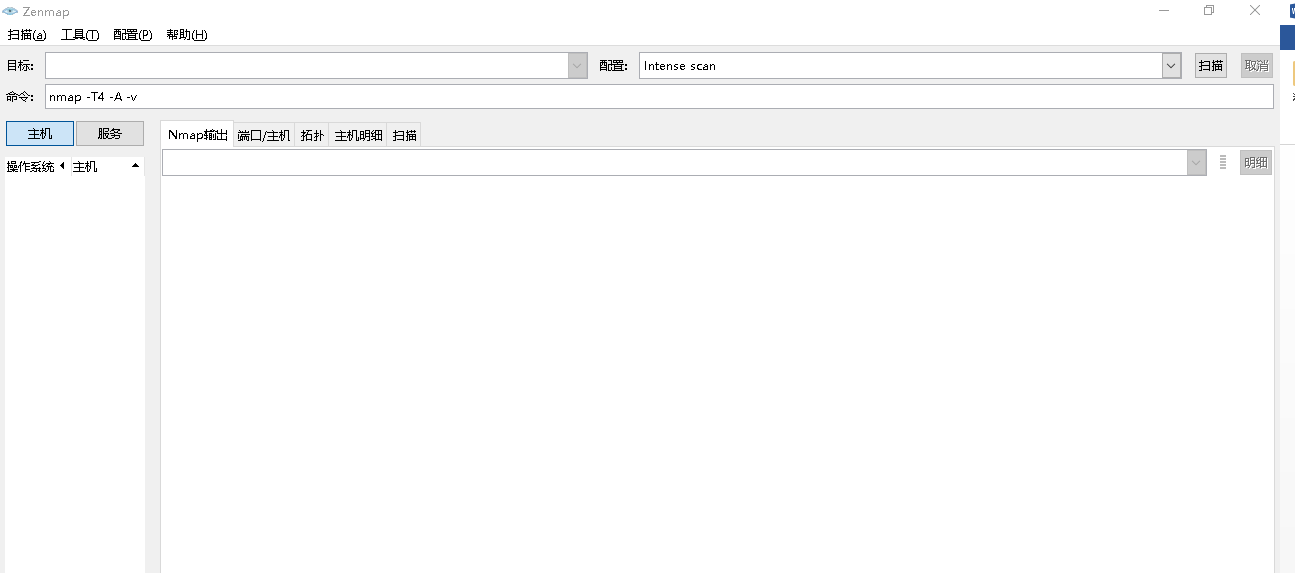 Zenmap
扫描(a) 工具(T) 配置(P) 帮助(H)
目标: 配置: Intense scan 扫描 取消
命令: nmap -T4 -A -v
主机 服务 Nmap输出 端口/主机 拓扑 主机明细 扫描
操作系统 主机 明细